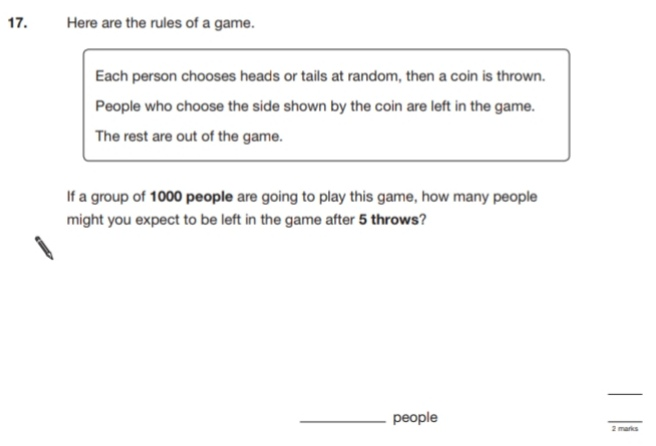 17. Here are the rules of a game.
Each person chooses heads or tails at random, then a coin is thrown.
People who choose the side shown by the coin are left in the game.
The rest are out of the game.
If a group of 1000 people are going to play this game, how many people
might you expect to be left in the game after 5 throws?
people
2 marks